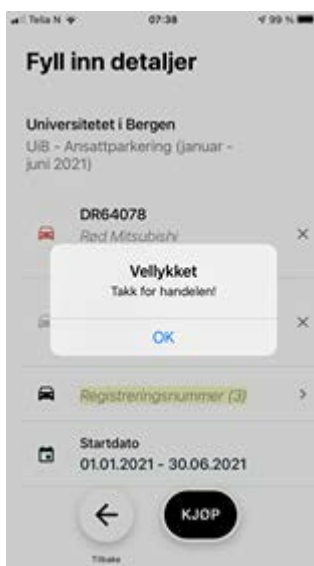 Telia N 07:38 99 %
Fyll inn detaljer
Universitetet i Bergen
UiB - Ansattparkering (januar -
juni 2021)
DR64078
Rød Mitsubishi
Vellykket
Takk for handelen!
OK
Registreringsnummer (3)
Startdato
01.01.2021 - 30.06.2021
KJØP
Tilbake